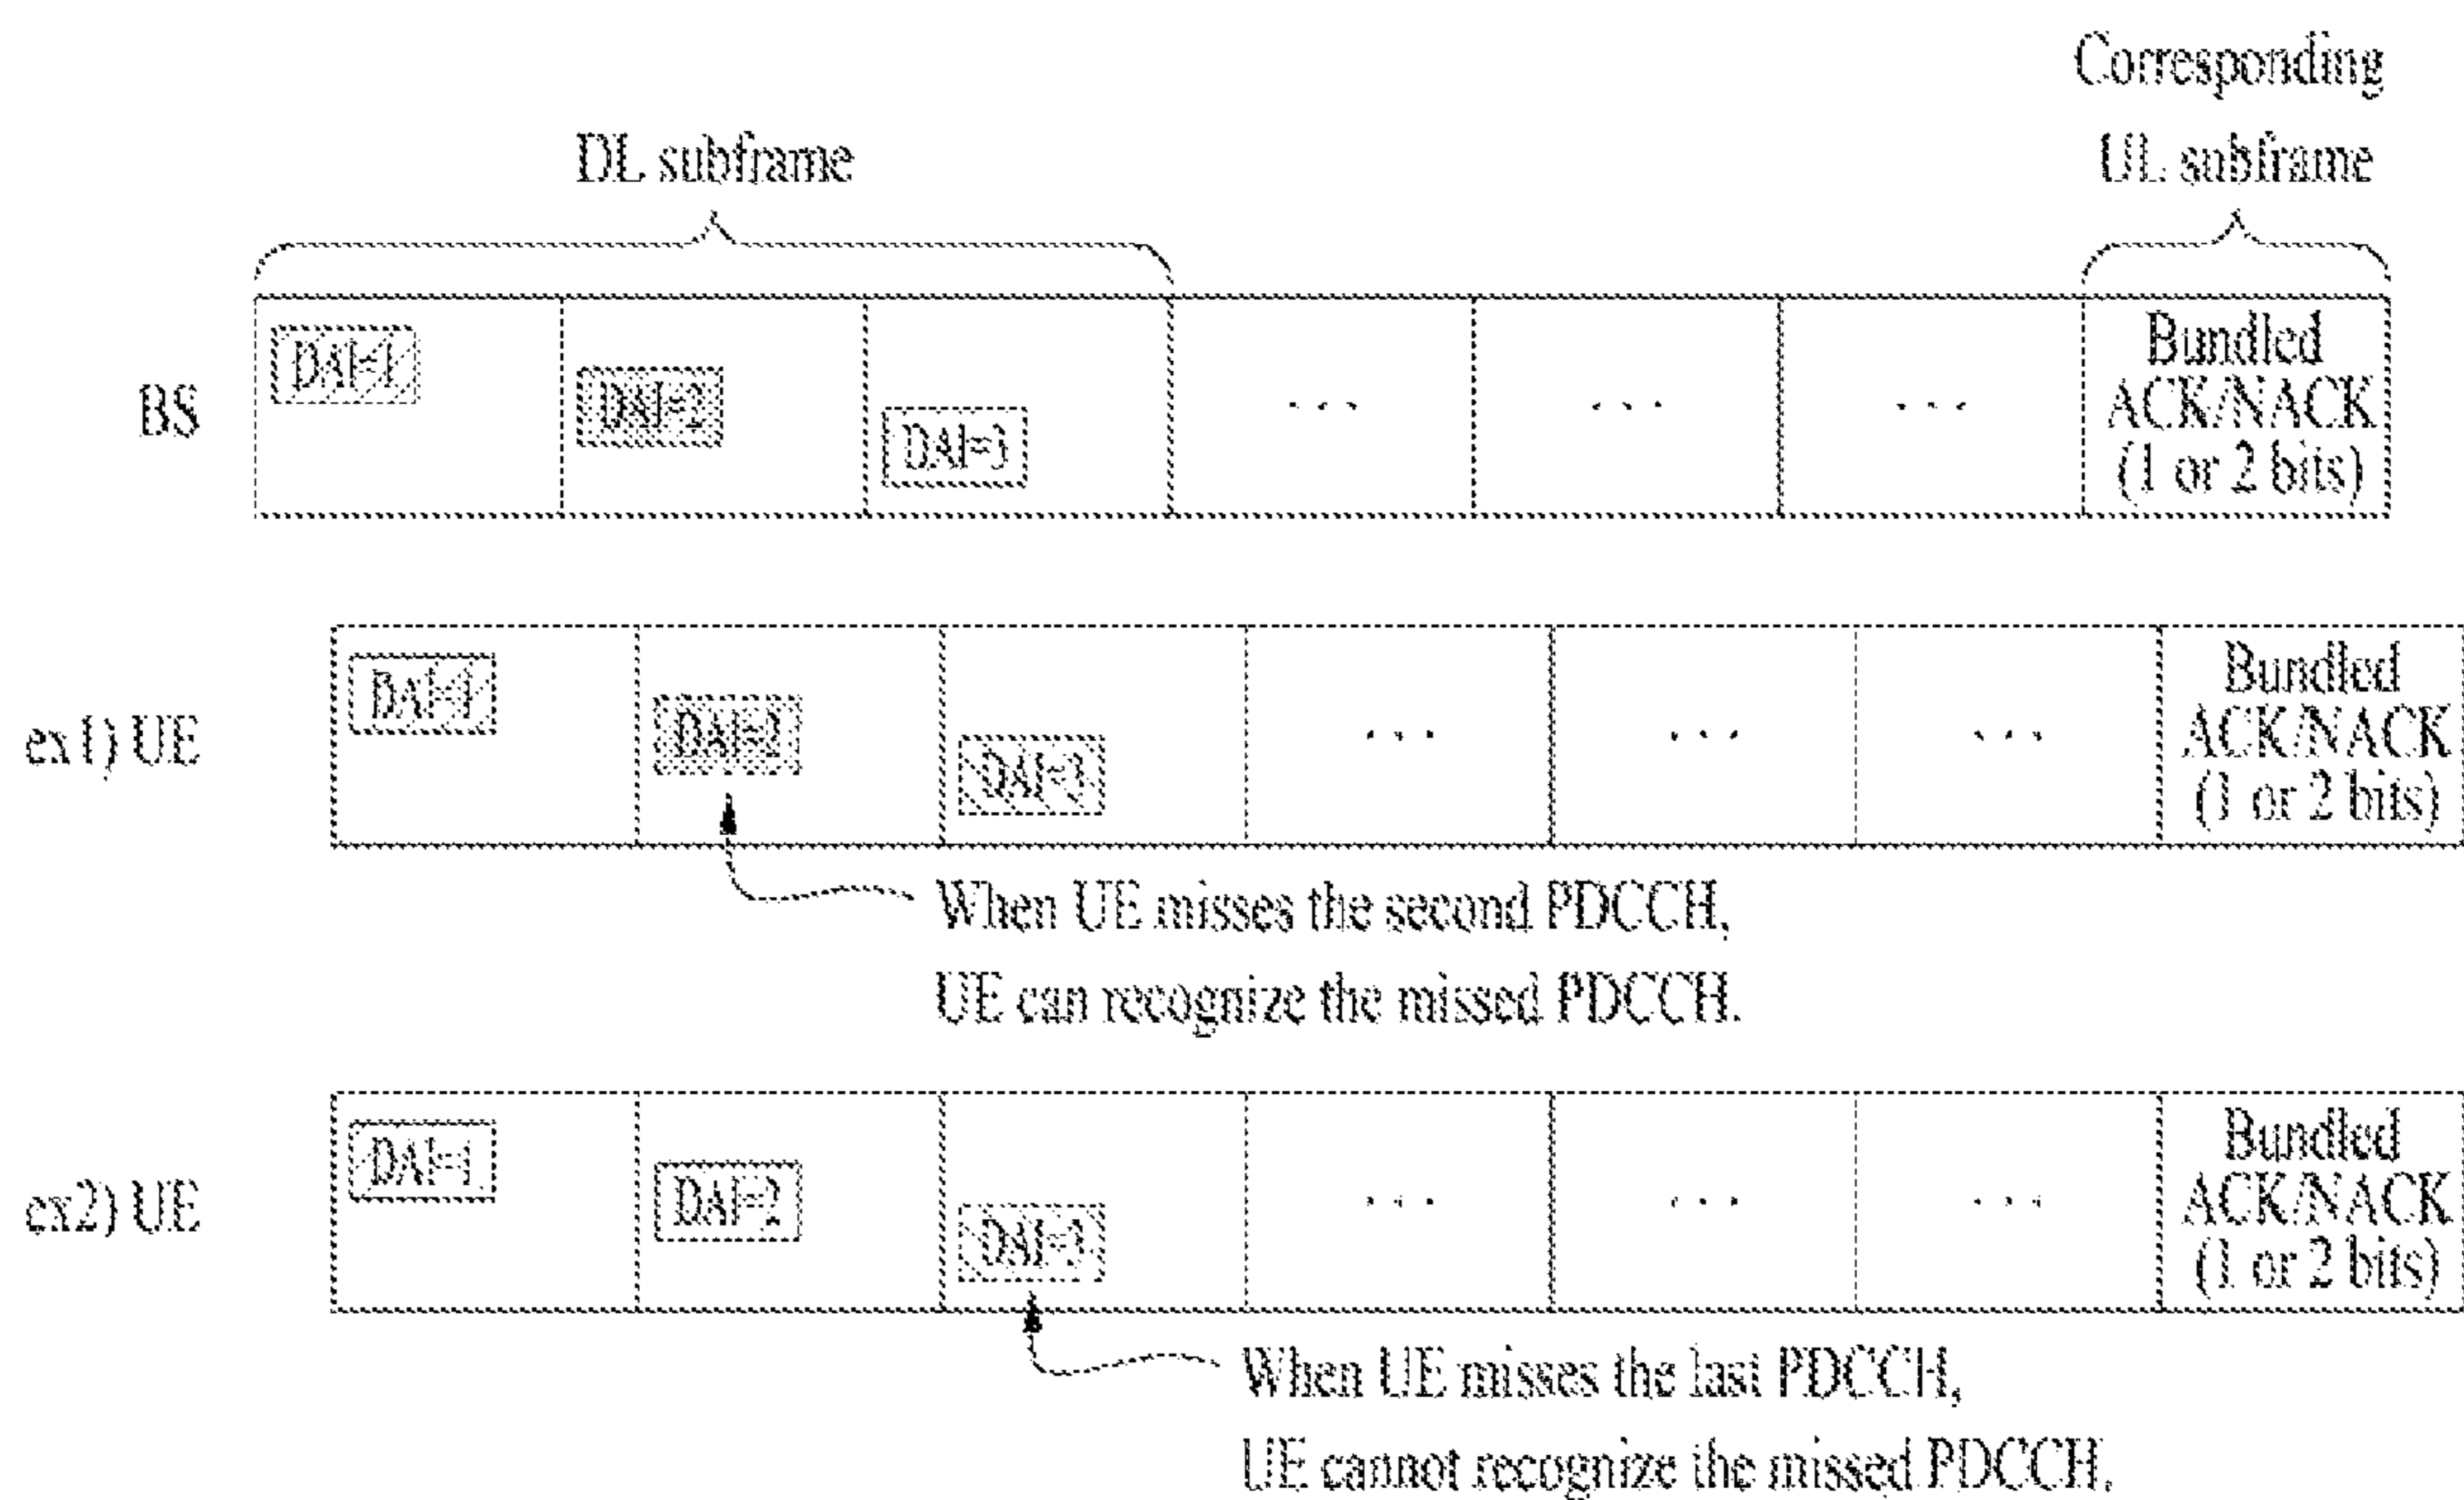 Corresponding
UL subframe
DL subframe
BS
DAI=1
DAI=2
DAI=3
...
...
...
Bundled
ACK/NACK
(1 or 2 bits)
ex1) UE
DAI=1
DAI=2
DAI=3
...
...
...
Bundled
ACK/NACK
(1 or 2 bits)
When UE misses the second PDCCH,
UE can recognize the missed PDCCH.
ex2) UE
DAI=1
DAI=2
DAI=3
...
...
...
Bundled
ACK/NACK
(1 or 2 bits)
When UE misses the last PDCCH,
UE cannot recognize the missed PDCCH.